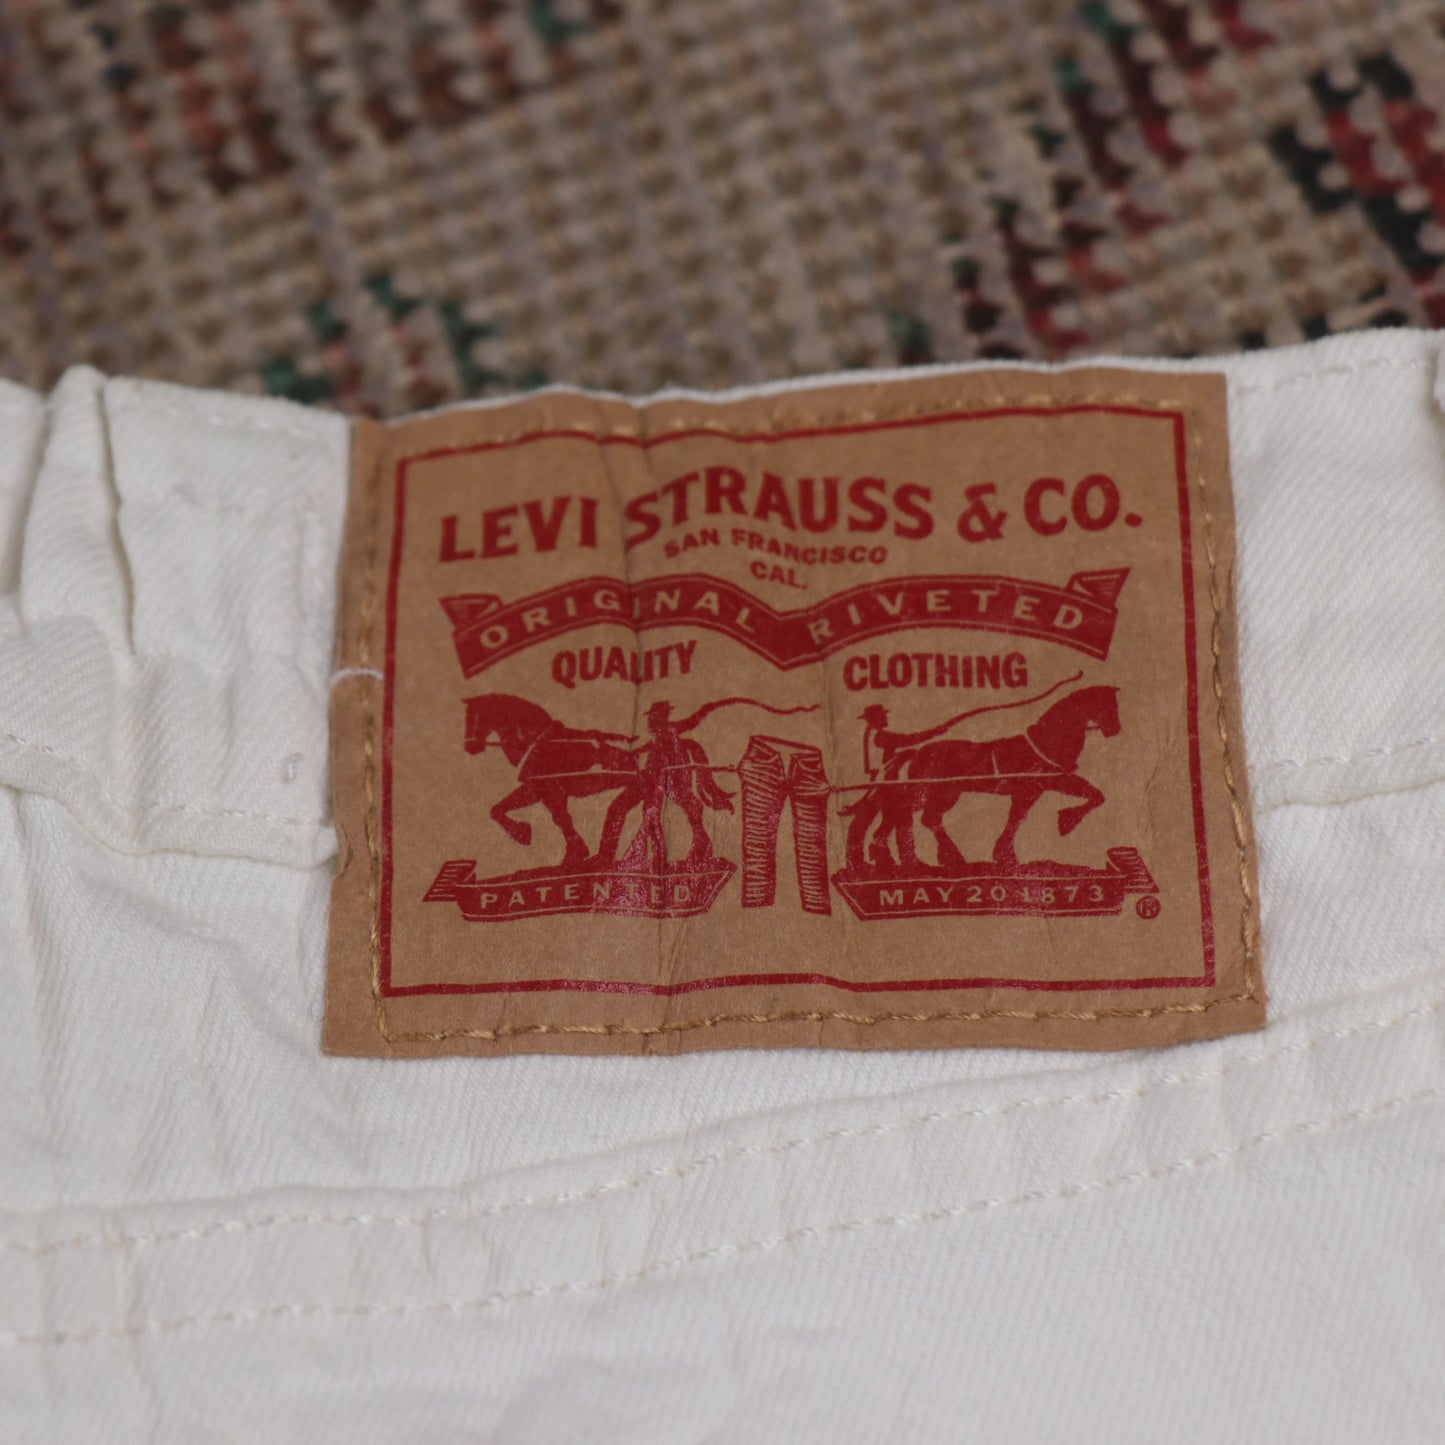 LEVI STRAUSS & CO.
SAN FRANCISCO
CAL.
ORIGINAL RIVETED
QUALITY CLOTHING
PATENTED MAY 20 1873 ®